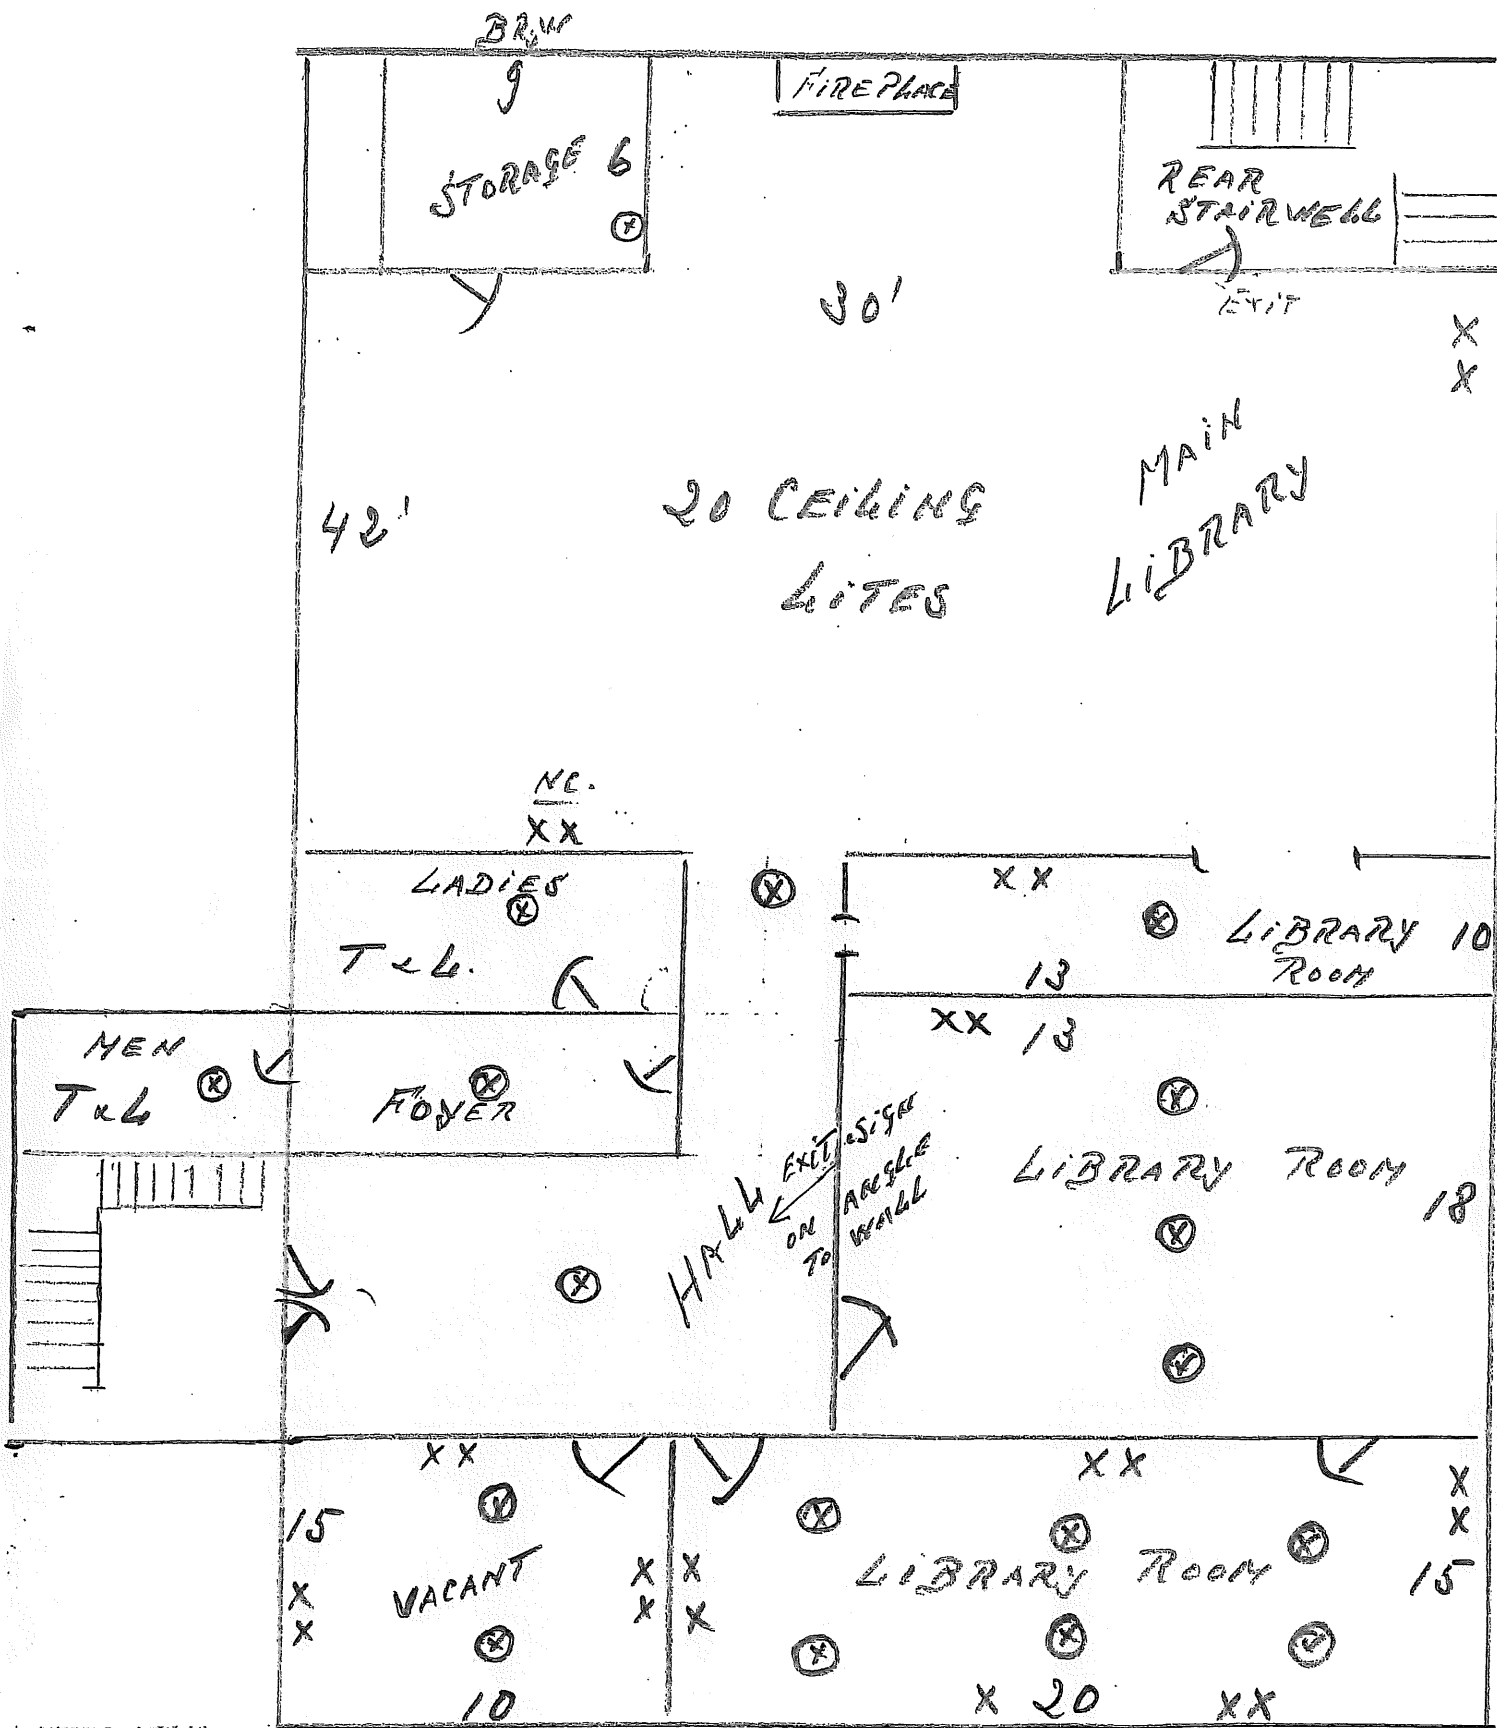 BR&W
9
FIREPLACE
STORAGE 6
REAR
STAIRWELL
EXIT
30'
X
X
MAIN
LIBRARY
42'
20 CEILING
LITES
NC.
XX
LADIES
T&L.
XX
LIBRARY 10
ROOM
13
MEN
T&L
FOYER
XX 13
LIBRARY ROOM
18
HALL
EXIT SIGN
ON ANGLE
TO WALL
XX
15
VACANT
X
X
X
X
10
XX
X
X
X
X
LIBRARY ROOM
15
X 20 XX